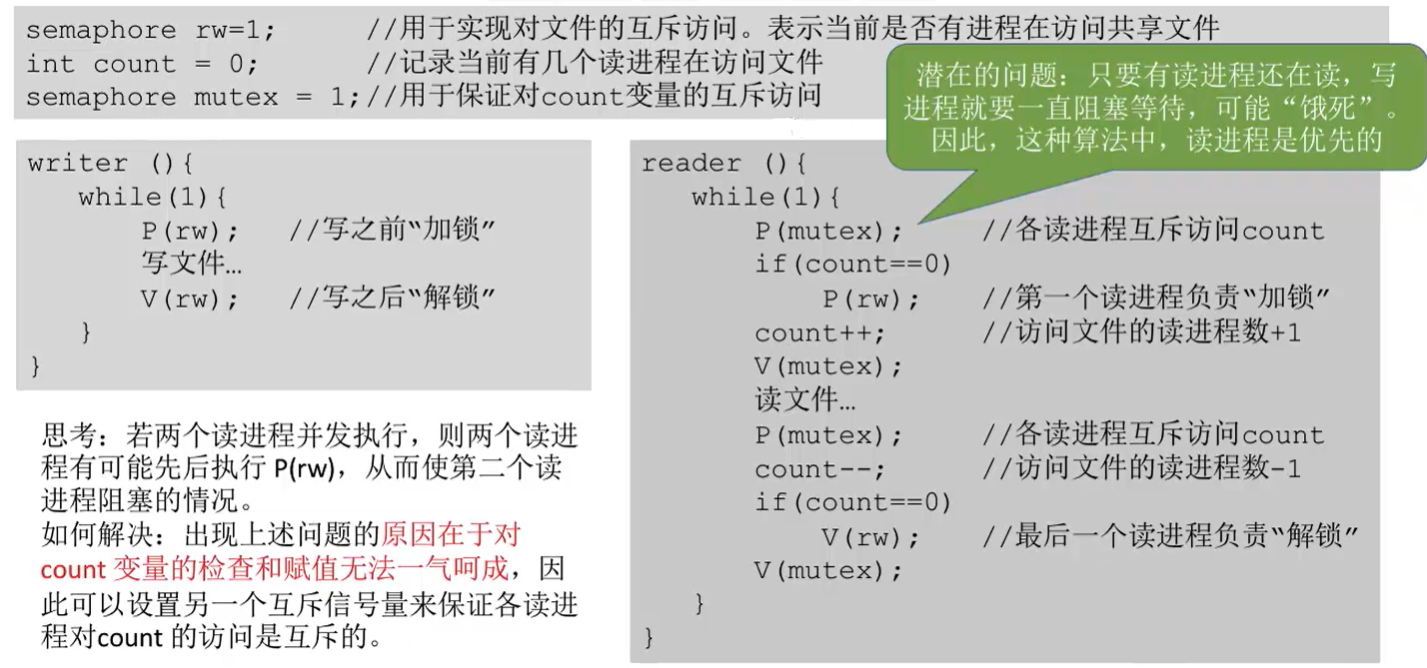 semaphore rw=1;      //用于实现对文件的互斥访问。表示当前是否有进程在访问共享文件
int count = 0;       //记录当前有几个读进程在访问文件
semaphore mutex = 1;//用于保证对count变量的互斥访问
潜在的问题：只要有读进程还在读，写
进程就要一直阻塞等待，可能“饿死”。
因此，这种算法中，读进程是优先的
writer (){
   while(1){
       P(rw);   //写之前“加锁”
       写文件…
       V(rw);   //写之后“解锁”
   }
}
思考：若两个读进程并发执行，则两个读进
程有可能先后执行 P(rw)，从而使第二个读
进程阻塞的情况。
如何解决：出现上述问题的原因在于对
count 变量的检查和赋值无法一气呵成，因
此可以设置另一个互斥信号量来保证各读进
程对count 的访问是互斥的。
reader (){
   while(1){
       P(mutex);     //各读进程互斥访问count
       if(count==0)
           P(rw);    //第一个读进程负责“加锁”
       count++;      //访问文件的读进程数+1
       V(mutex);
       读文件…
       P(mutex);     //各读进程互斥访问count
       count--;      //访问文件的读进程数-1
       if(count==0)
           V(rw);    //最后一个读进程负责“解锁”
       V(mutex);
   }
}